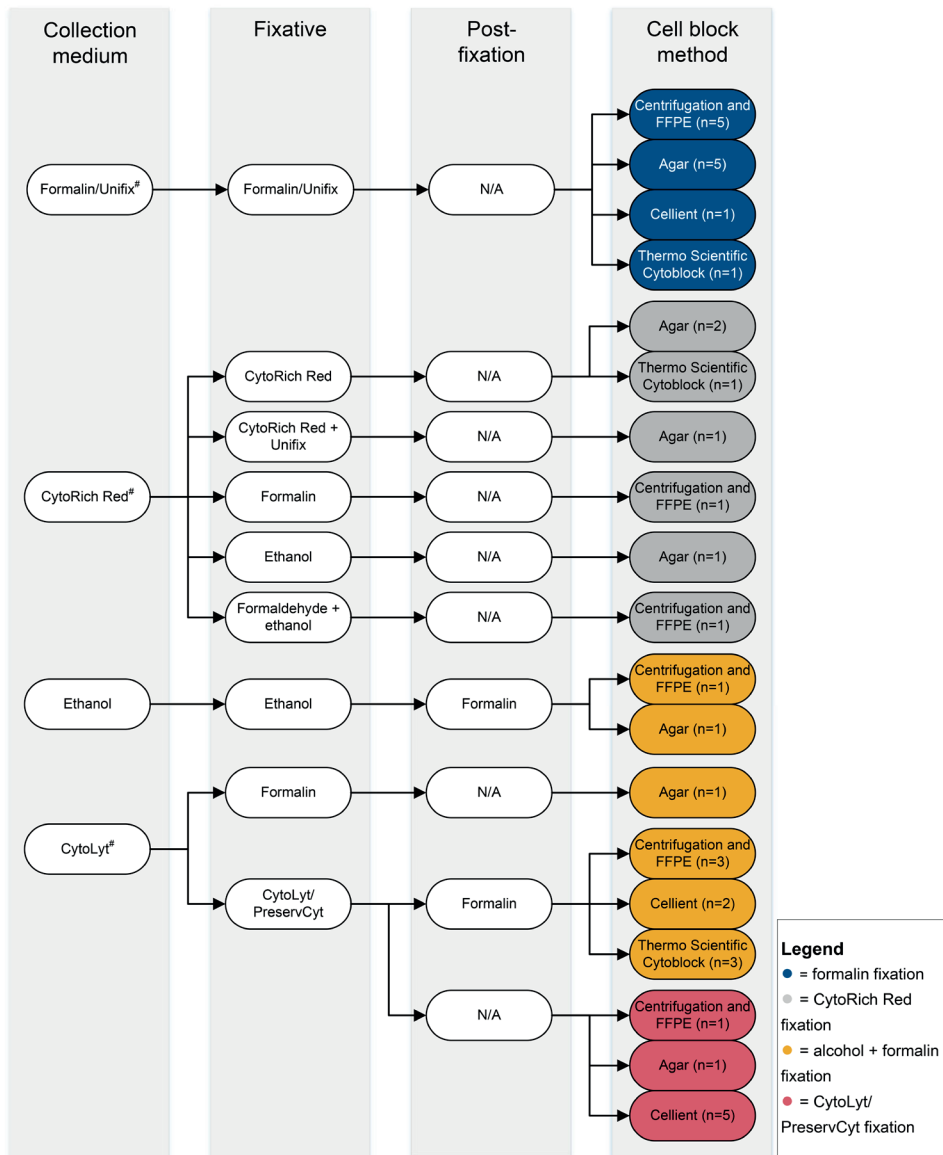 Collection
medium
Fixative
Post-
fixation
Cell block
method
Formalin/Unifix#
Formalin/Unifix
N/A
Centrifugation and
FFPE (n=5)
Agar (n=5)
Cellient (n=1)
Thermo Scientific
Cytoblock (n=1)
CytoRich Red#
CytoRich Red
N/A
Agar (n=2)
Thermo Scientific
Cytoblock (n=1)
CytoRich Red +
Unifix
N/A
Agar (n=1)
Formalin
N/A
Centrifugation and
FFPE (n=1)
Ethanol
N/A
Agar (n=1)
Formaldehyde +
ethanol
N/A
Centrifugation and
FFPE (n=1)
Ethanol
Ethanol
Formalin
Centrifugation and
FFPE (n=1)
Agar (n=1)
CytoLyt#
Formalin
N/A
Agar (n=1)
CytoLyt/
PreservCyt
Formalin
Centrifugation and
FFPE (n=3)
Cellient (n=2)
Thermo Scientific
Cytoblock (n=3)
N/A
Centrifugation and
FFPE (n=1)
Agar (n=1)
Cellient (n=5)
Legend
= formalin fixation
= CytoRich Red
fixation
= alcohol + formalin
fixation
= CytoLyt/
PreservCyt fixation